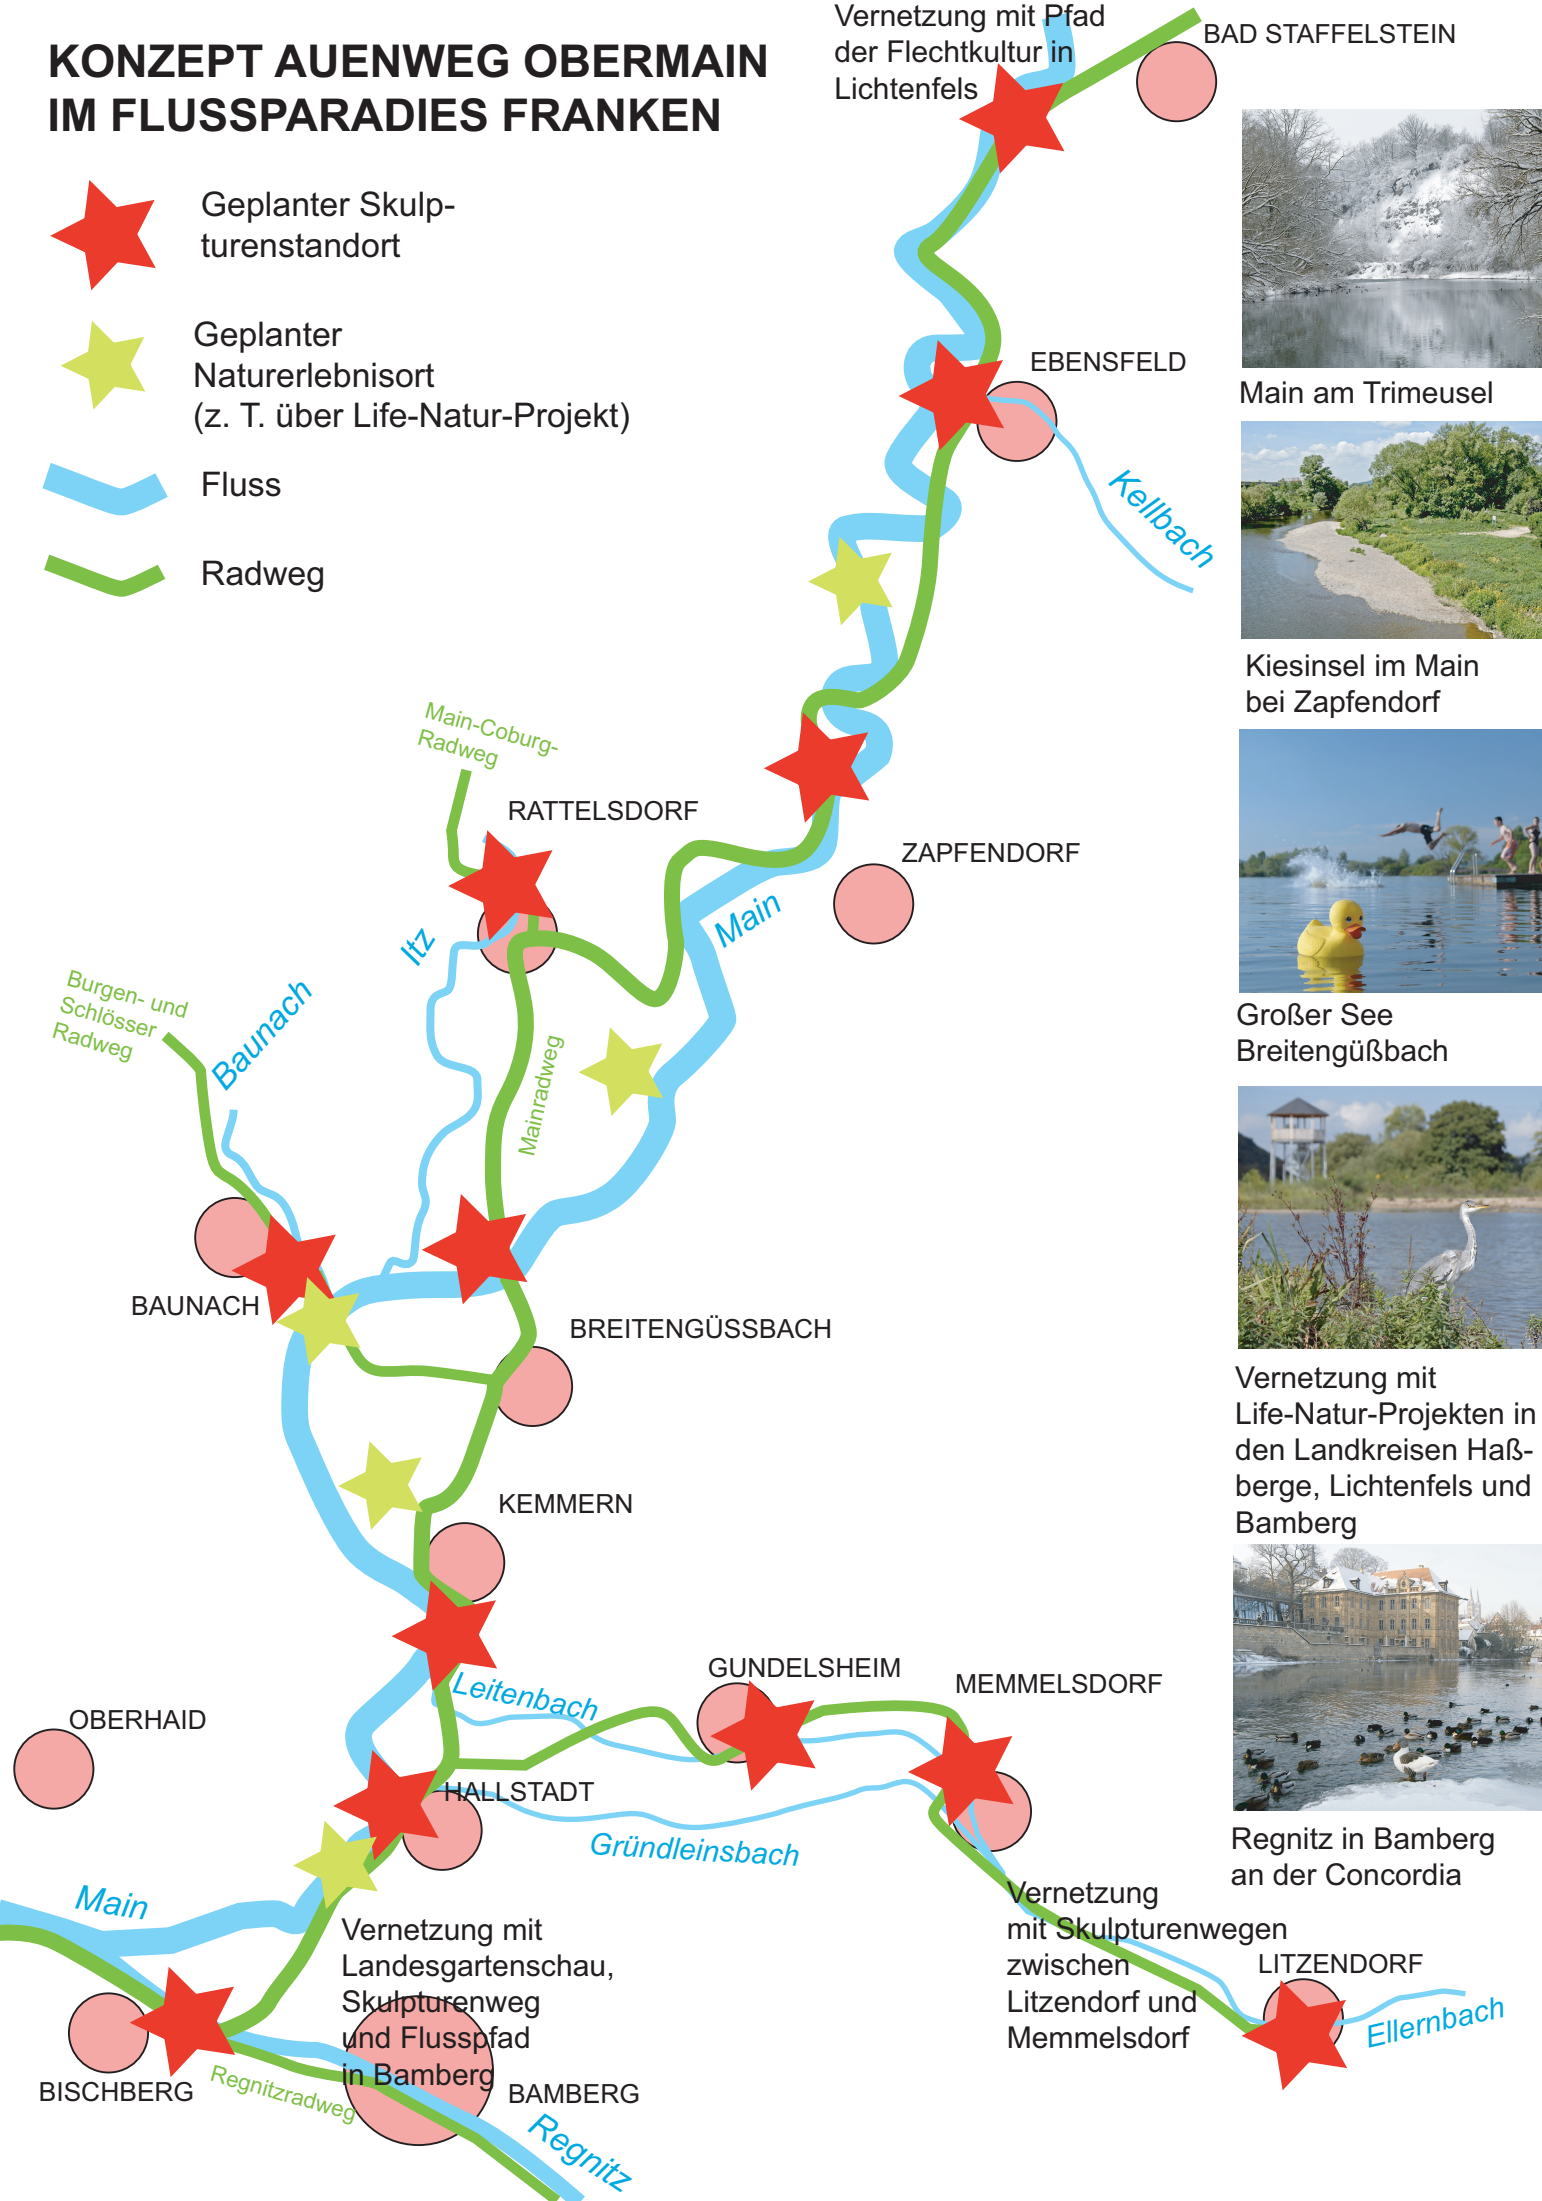 KONZEPT AUENWEG OBERMAIN
IM FLUSSPARADIES FRANKEN
Geplanter Skulp-
turenstandort
Geplanter
Naturerlebnisort
(z. T. über Life-Natur-Projekt)
Fluss
Radweg
Vernetzung mit Pfad
der Flechtkultur in
Lichtenfels
BAD STAFFELSTEIN
EBENSFELD
Kellbach
Main-Coburg-
Radweg
RATTELSDORF
ZAPFENDORF
Main
Itz
Burgen- und
Schlösser
Radweg
Baunach
Mainradweg
BAUNACH
BREITENGÜSSBACH
KEMMERN
Leitenbach
GUNDELSHEIM
MEMMELSDORF
OBERHAID
HALLSTADT
Gründleinsbach
Main
Vernetzung mit
Landesgartenschau,
Skulpturenweg
und Flusspfad
in Bamberg
Vernetzung
mit Skulpturenwegen
zwischen
Litzendorf und
Memmelsdorf
LITZENDORF
Ellernbach
BISCHBERG
Regnitzradweg
BAMBERG
Regnitz
Main am Trimeusel
Kiesinsel im Main
bei Zapfendorf
Großer See
Breitengüßbach
Vernetzung mit
Life-Natur-Projekten in
den Landkreisen Haß-
berge, Lichtenfels und
Bamberg
Regnitz in Bamberg
an der Concordia